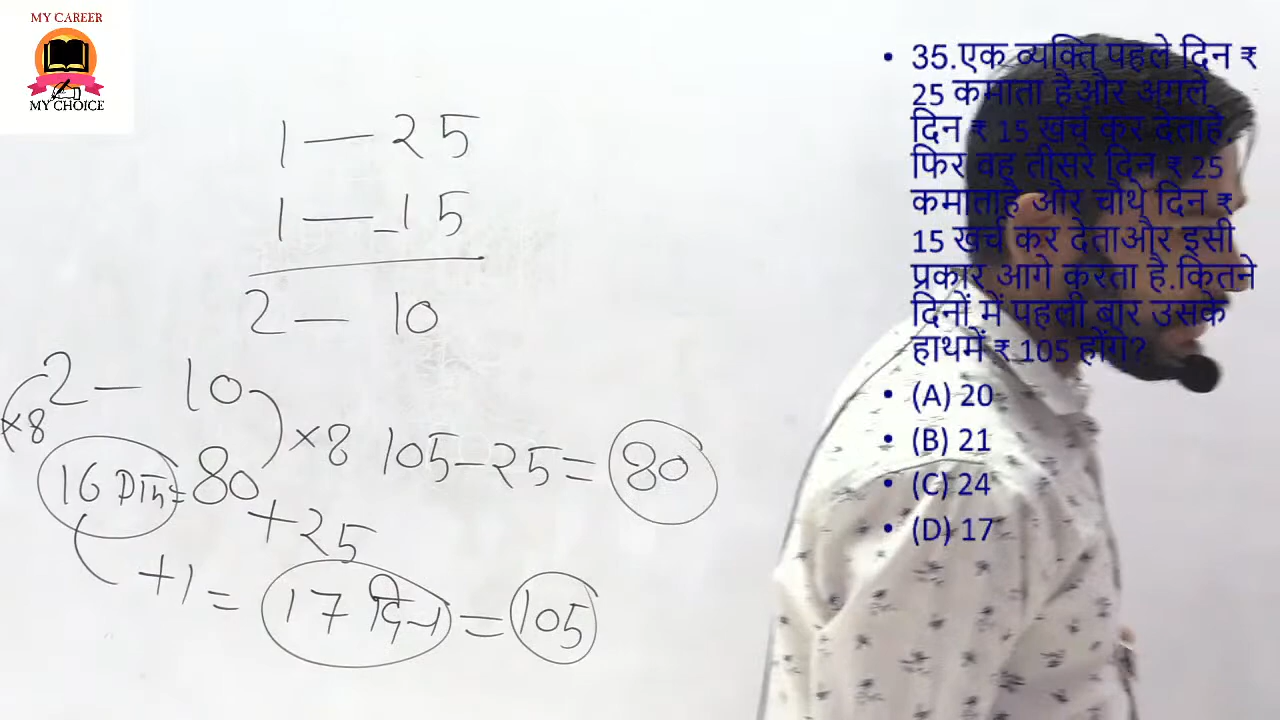 MY CAREER
MY CHOICE
1 — 25
1 — -15
2 — 10
2 — 10
×8
×8
105-25=80
16 दिन=80
+25
+1=17 दिन=105
• 35.एक व्यक्ति पहले दिन ₹
25 कमाता हैऔर अगले
दिन ₹ 15 खर्च कर देताहै.
फिर वह तीसरे दिन ₹ 25
कमाताहै और चौथे दिन ₹
15 खर्च कर देताऔर इसी
प्रकार आगे करता है.कितने
दिनों में पहली बार उसके
हाथमें ₹ 105 होंगे?
• (A) 20
• (B) 21
• (C) 24
• (D) 17